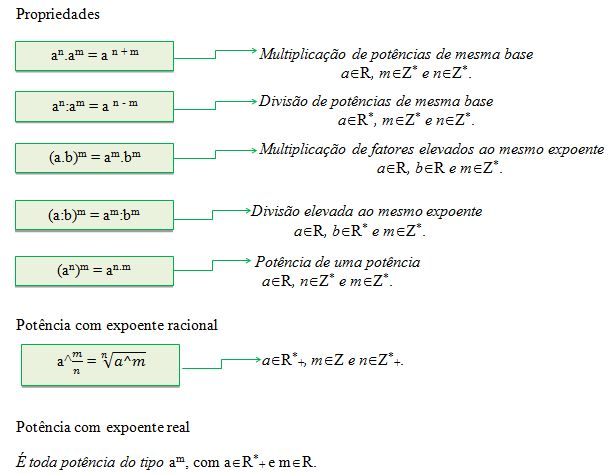 Propriedades
aⁿ.aᵐ = a ⁿ ⁺ ᵐ
Multiplicação de potências de mesma base
a∈R, m∈Z* e n∈Z*.
aⁿ:aᵐ = a ⁿ ⁻ ᵐ
Divisão de potências de mesma base
a∈R*, m∈Z* e n∈Z*.
(a.b)ᵐ = aᵐ.bᵐ
Multiplicação de fatores elevados ao mesmo expoente
a∈R, b∈R e m∈Z*.
(a:b)ᵐ = aᵐ:bᵐ
Divisão elevada ao mesmo expoente
a∈R, b∈R* e m∈Z*.
(aⁿ)ᵐ = aⁿ·ᵐ
Potência de uma potência
a∈R, n∈Z* e m∈Z*.
Potência com expoente racional
a^m/n = ⁿ√a^m
a∈R*₊, m∈Z e n∈Z*₊.
Potência com expoente real
É toda potência do tipo aᵐ, com a∈R*₊ e m∈R.